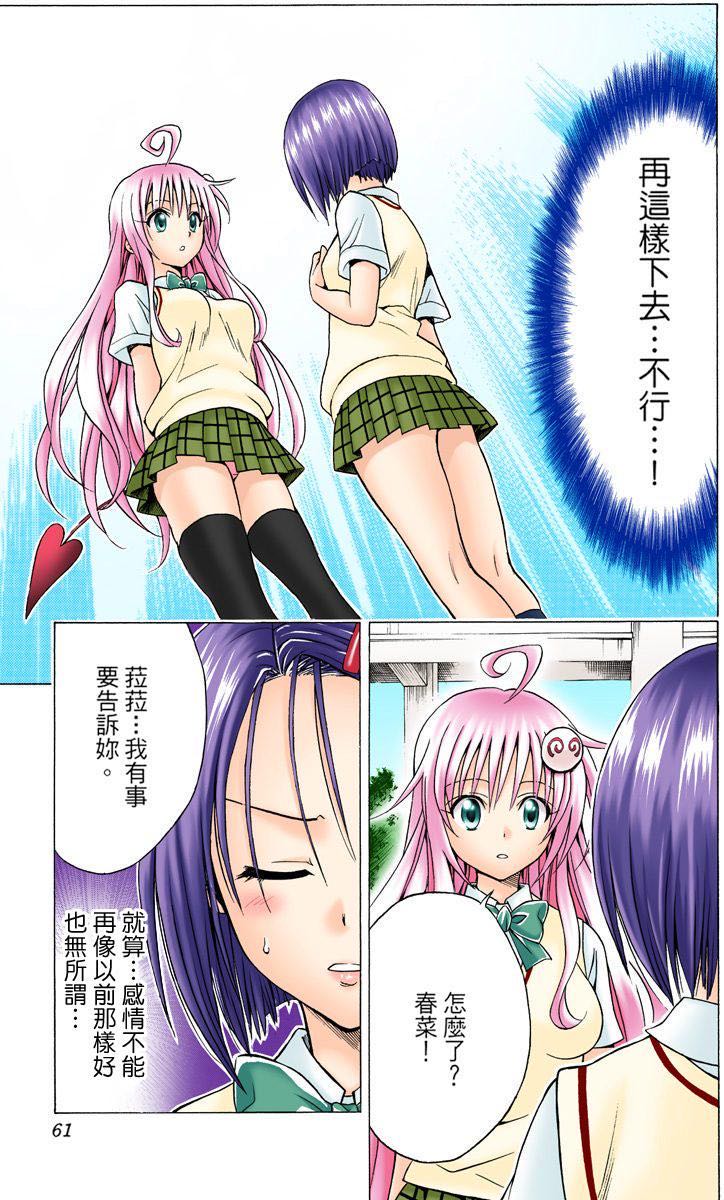 再這樣下去…不行…！
怎麼了？
春菜！
菈菈…我有事
要告訴妳。
就算…感情不能
再像以前那樣好
也無所謂…
61